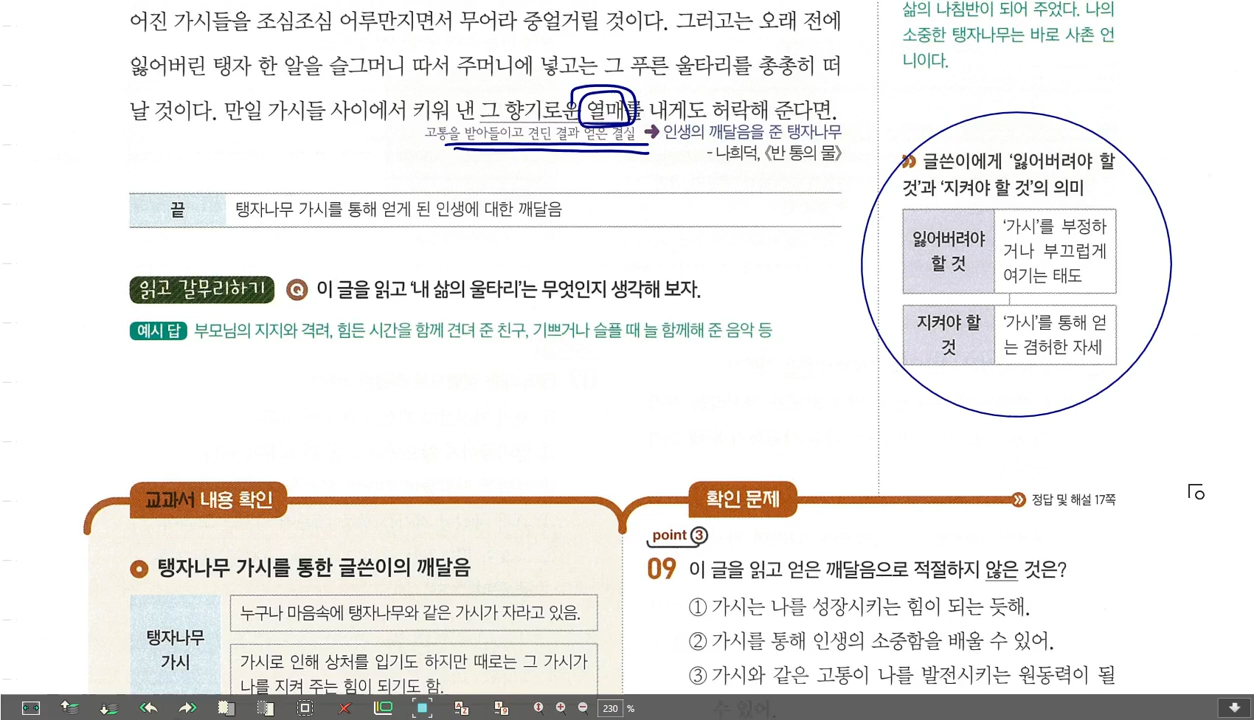 어진 가시들을 조심조심 어루만지면서 무어라 중얼거릴 것이다. 그러고는 오래 전에
잃어버린 탱자 한 알을 슬그머니 따서 주머니에 넣고는 그 푸른 울타리를 총총히 떠
날 것이다. 만일 가시들 사이에서 키워 낸 그 향기로운 열매를 내게도 허락해 준다면.
고통을 받아들이고 견딘 결과 얻은 결실
➜ 인생의 깨달음을 준 탱자나무
- 나희덕, 《반 통의 물》
끝
탱자나무 가시를 통해 얻게 된 인생에 대한 깨달음
읽고 갈무리하기
Q 이 글을 읽고 ‘내 삶의 울타리’는 무엇인지 생각해 보자.
예시 답 부모님의 지지와 격려, 힘든 시간을 함께 견뎌 준 친구, 기쁘거나 슬플 때 늘 함께해 준 음악 등
삶의 나침반이 되어 주었다. 나의
소중한 탱자나무는 바로 사촌 언
니이다.
글쓴이에게 ‘잃어버려야 할
것’과 ‘지켜야 할 것’의 의미
잃어버려야
할 것
‘가시’를 부정하
거나 부끄럽게
여기는 태도
지켜야 할
것
‘가시’를 통해 얻
는 겸허한 자세
교과서 내용 확인
탱자나무 가시를 통한 글쓴이의 깨달음
탱자나무
가시
누구나 마음속에 탱자나무와 같은 가시가 자라고 있음.
가시로 인해 상처를 입기도 하지만 때로는 그 가시가
나를 지켜 주는 힘이 되기도 함.
확인 문제
정답 및 해설 17쪽
point 3
09 이 글을 읽고 얻은 깨달음으로 적절하지 않은 것은?
① 가시는 나를 성장시키는 힘이 되는 듯해.
② 가시를 통해 인생의 소중함을 배울 수 있어.
③ 가시와 같은 고통이 나를 발전시키는 원동력이 될
수 있어.
230 %